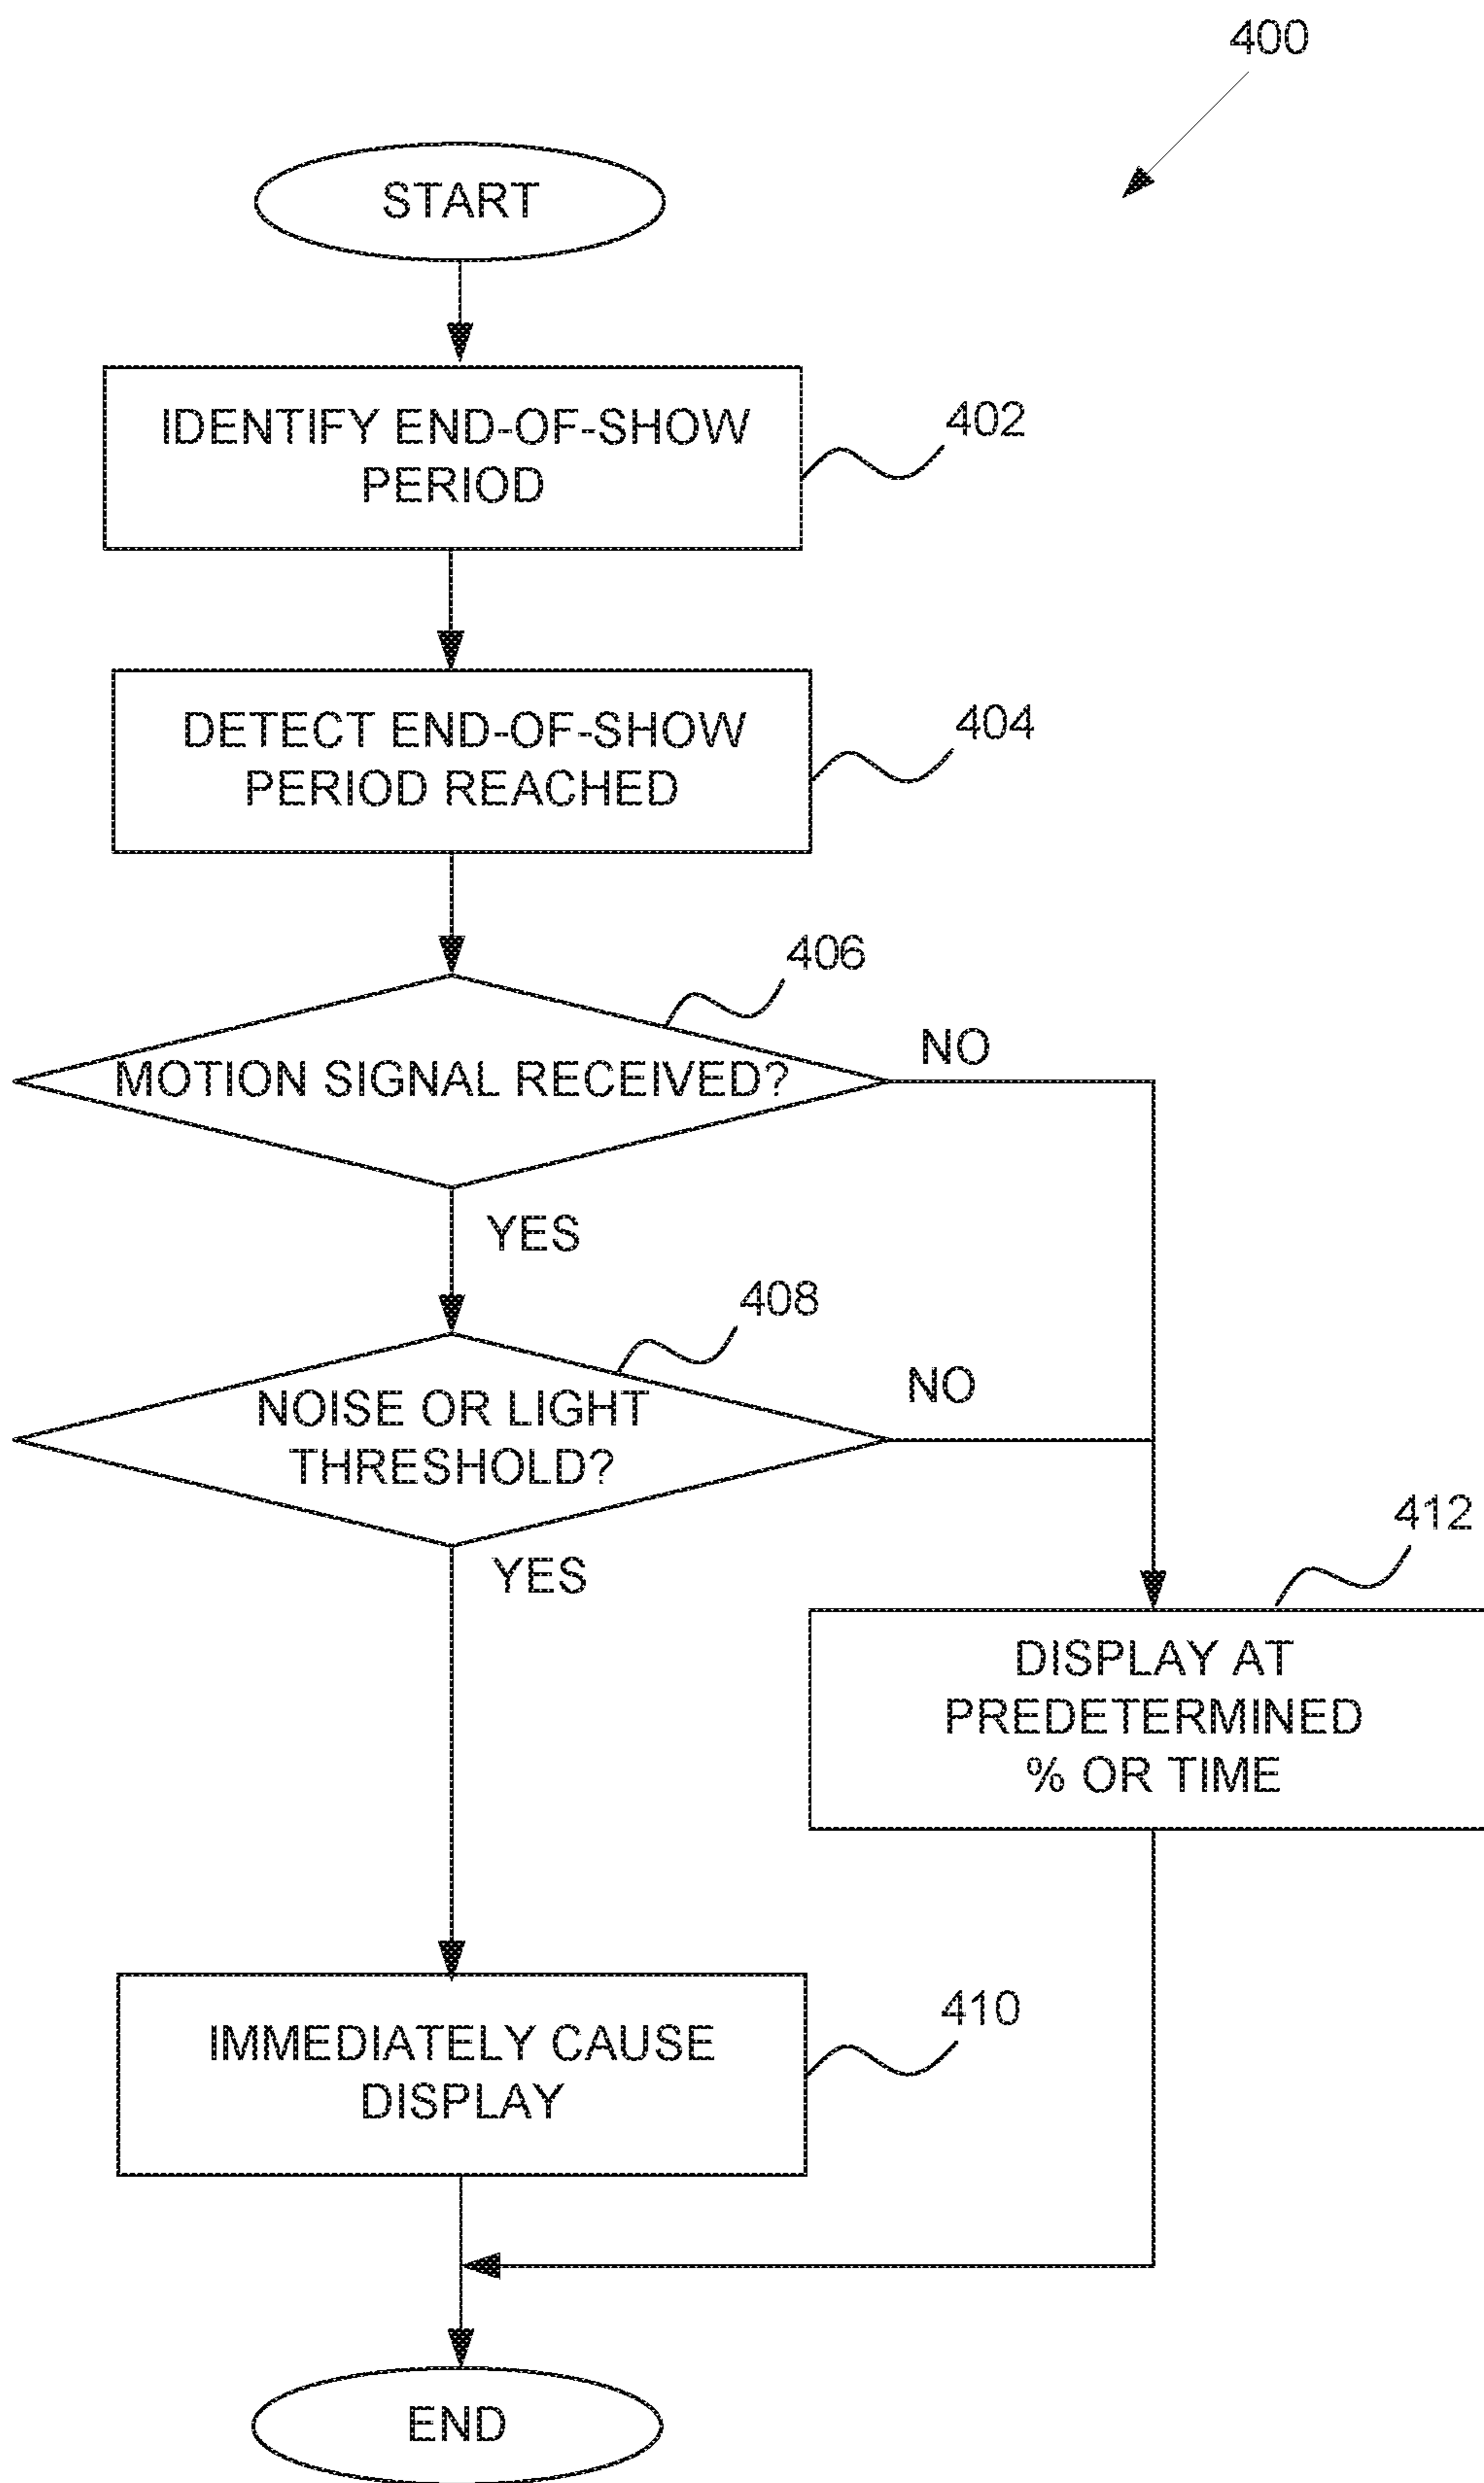 400
START
IDENTIFY END-OF-SHOW
PERIOD
402
DETECT END-OF-SHOW
PERIOD REACHED
404
406
MOTION SIGNAL RECEIVED?
NO
YES
408
NOISE OR LIGHT
THRESHOLD?
NO
YES
412
DISPLAY AT
PREDETERMINED
% OR TIME
IMMEDIATELY CAUSE
DISPLAY
410
END